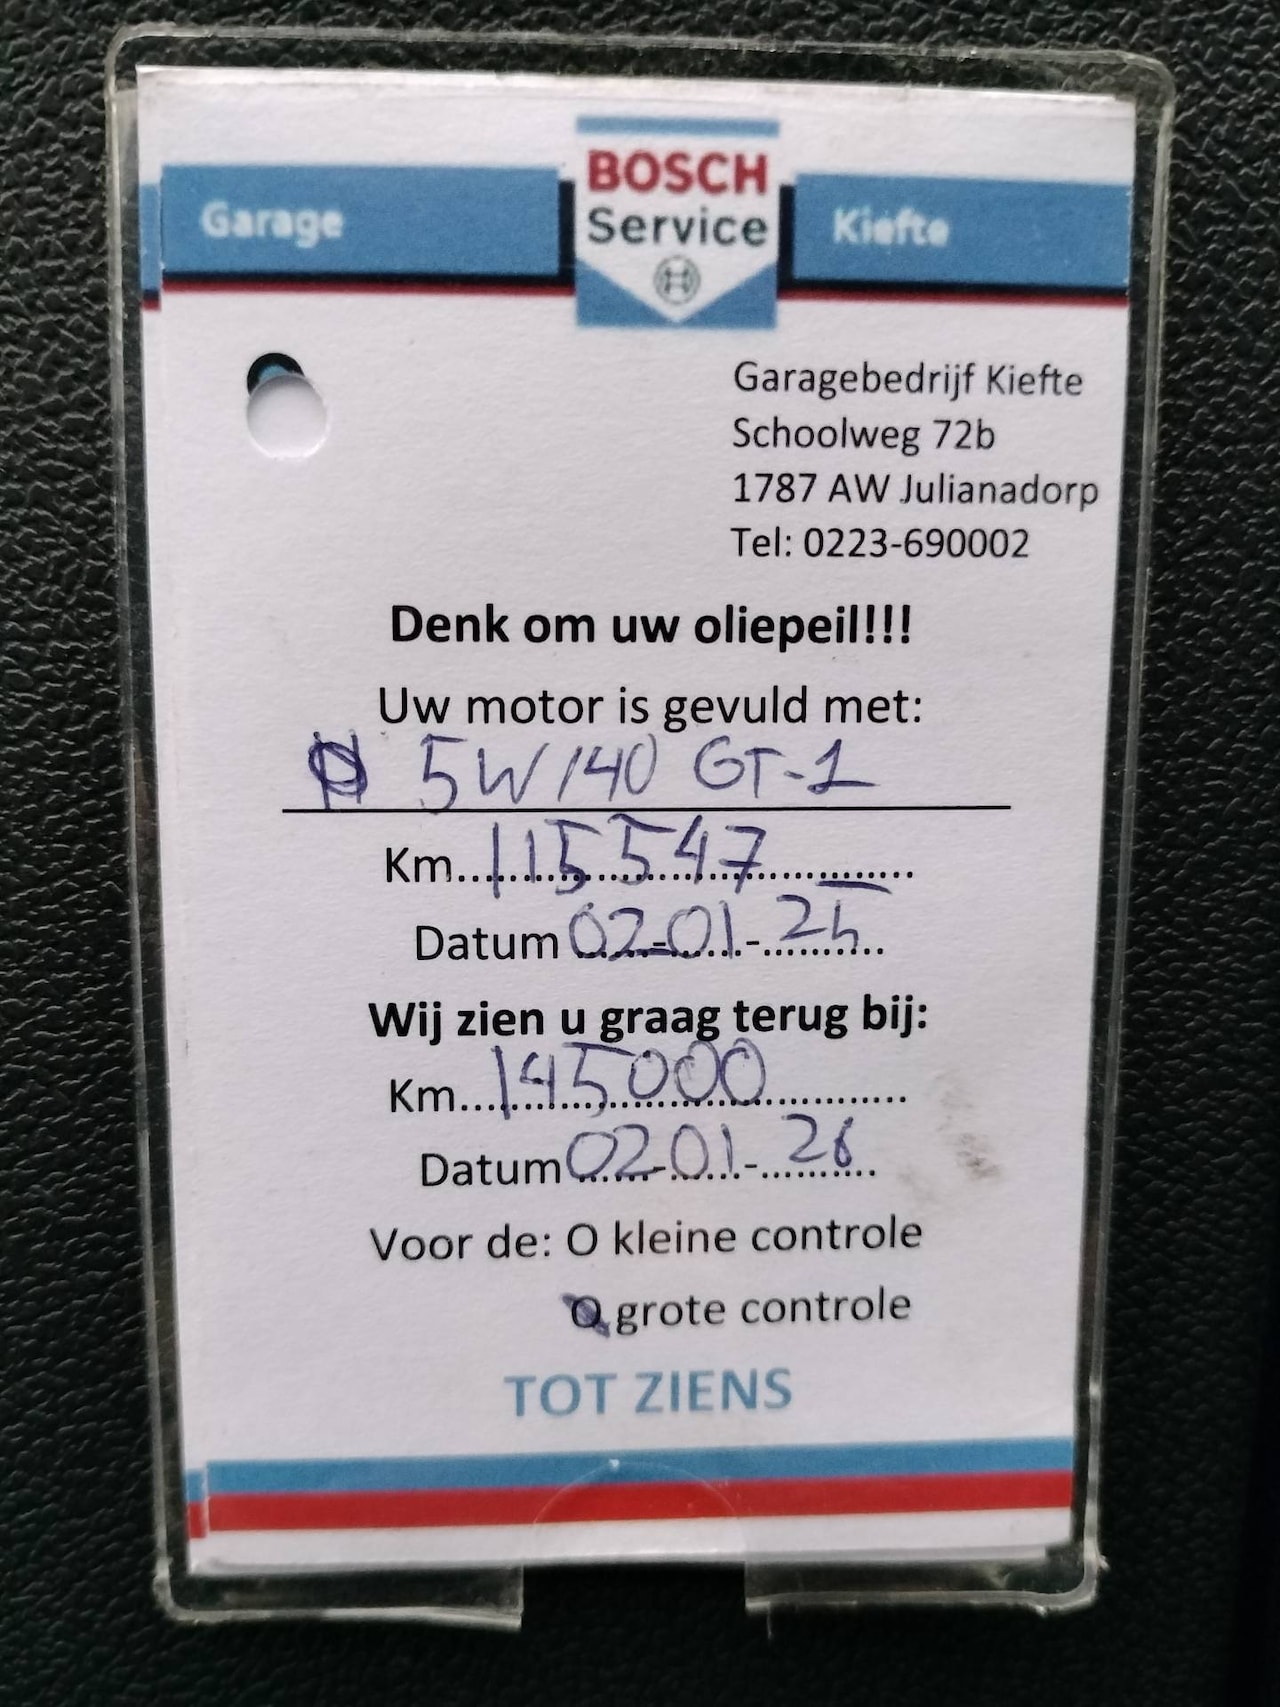 Garage
BOSCH
Service
Kiefte
Garagebedrijf Kiefte
Schoolweg 72b
1787 AW Julianadorp
Tel: 0223-690002
Denk om uw oliepeil!!!
Uw motor is gevuld met:
5W/40 GT-1
Km 115547
Datum 02-01-25
Wij zien u graag terug bij:
Km 145000
Datum 02-01-26
Voor de: O kleine controle
O grote controle
TOT ZIENS